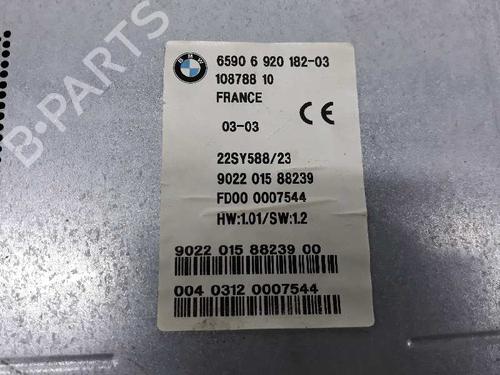 BMW
6590 6 920 182-03
108788 10
FRANCE
03-03
CE
22SY588/23
9022 015 88239
FD00 0007544
HW:1.01/SW:1.2
9022 015 88239 00
004 0312 0007544
B-PARTS